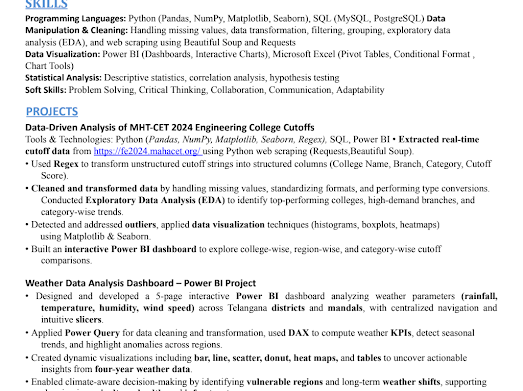 SKILLS
Programming Languages: Python (Pandas, NumPy, Matplotlib, Seaborn), SQL (MySQL, PostgreSQL) Data
Manipulation & Cleaning: Handling missing values, data transformation, filtering, grouping, exploratory data
analysis (EDA), and web scraping using Beautiful Soup and Requests
Data Visualization: Power BI (Dashboards, Interactive Charts), Microsoft Excel (Pivot Tables, Conditional Format ,
Chart Tools)
Statistical Analysis: Descriptive statistics, correlation analysis, hypothesis testing
Soft Skills: Problem Solving, Critical Thinking, Collaboration, Communication, Adaptability
PROJECTS
Data-Driven Analysis of MHT-CET 2024 Engineering College Cutoffs
Tools & Technologies: Python (Pandas, NumPy, Matplotlib, Seaborn, Regex), SQL, Power BI • Extracted real-time
cutoff data from https://fe2024.mahacet.org/ using Python web scraping (Requests,Beautiful Soup).
• Used Regex to transform unstructured cutoff strings into structured columns (College Name, Branch, Category, Cutoff
Score).
• Cleaned and transformed data by handling missing values, standardizing formats, and performing type conversions.
Conducted Exploratory Data Analysis (EDA) to identify top-performing colleges, high-demand branches, and
category-wise trends.
• Detected and addressed outliers, applied data visualization techniques (histograms, boxplots, heatmaps)
using Matplotlib & Seaborn.
• Built an interactive Power BI dashboard to explore college-wise, region-wise, and category-wise cutoff
comparisons.
Weather Data Analysis Dashboard – Power BI Project
• Designed and developed a 5-page interactive Power BI dashboard analyzing weather parameters (rainfall,
temperature, humidity, wind speed) across Telangana districts and mandals, with centralized navigation and
intuitive slicers.
• Applied Power Query for data cleaning and transformation, used DAX to compute weather KPIs, detect seasonal
trends, and highlight anomalies across regions.
• Created dynamic visualizations including bar, line, scatter, donut, heat maps, and tables to uncover actionable
insights from four-year weather data.
• Enabled climate-aware decision-making by identifying vulnerable regions and long-term weather shifts, supporting